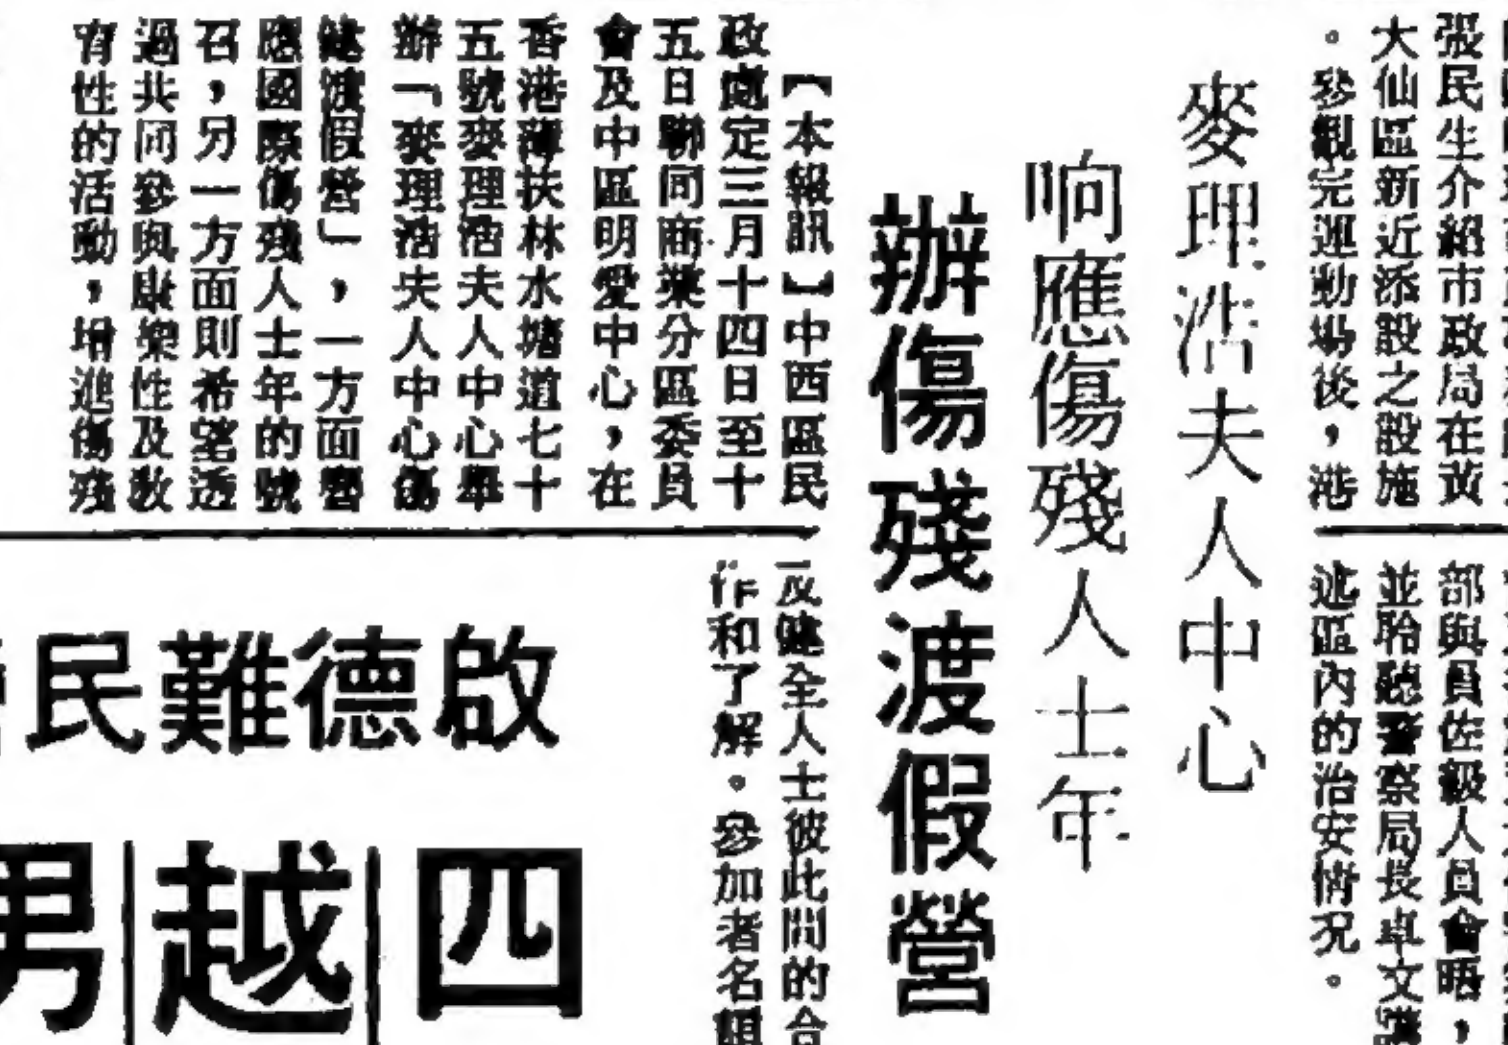 張民生介紹市政局在黃
大仙區新近添設之設施
。參觀完運動場後，港
部與員佐級人員會晤，
並聆聽警察局長卓文講
述區內的治安情况。
麥理浩夫人中心
响應傷殘人士年
辦傷殘渡假營
【本報訊】中西區民
政處定三月十四日至十
五日聯同商業分區委員
會及中區明愛中心，在
香港薄扶林水塘道七十
五號麥理浩夫人中心舉
辦「麥理浩夫人中心傷
健渡假營」，一方面響
應國際傷殘人士年的號
召，另一方面則希望透
過共同參與康樂性及教
育性的活動，增進傷殘
及健全人士彼此間的合
作和了解。參加者名額
啟德難民
四越男